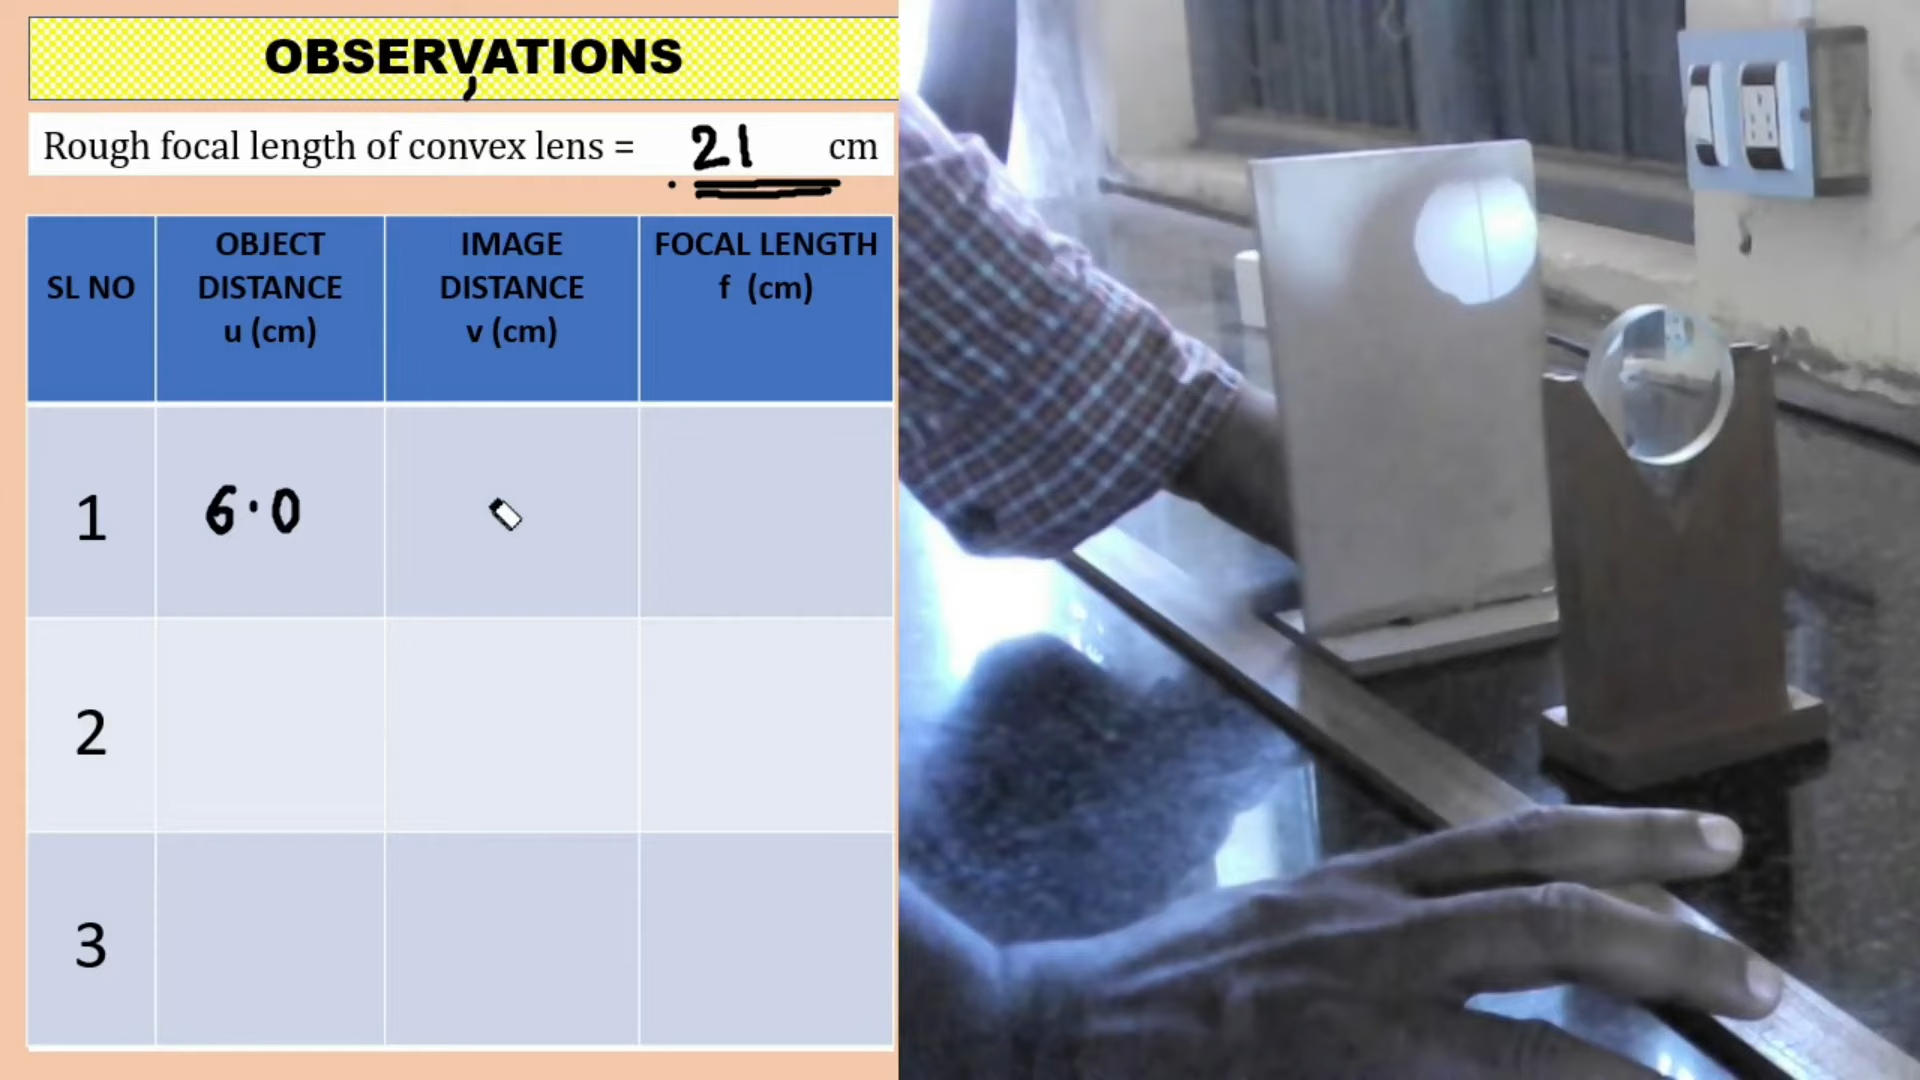 OBSERVATIONS
Rough focal length of convex lens = 21 cm
SL NO
OBJECT
DISTANCE
u (cm)
IMAGE
DISTANCE
v (cm)
FOCAL LENGTH
f (cm)
1
6.0
2
3